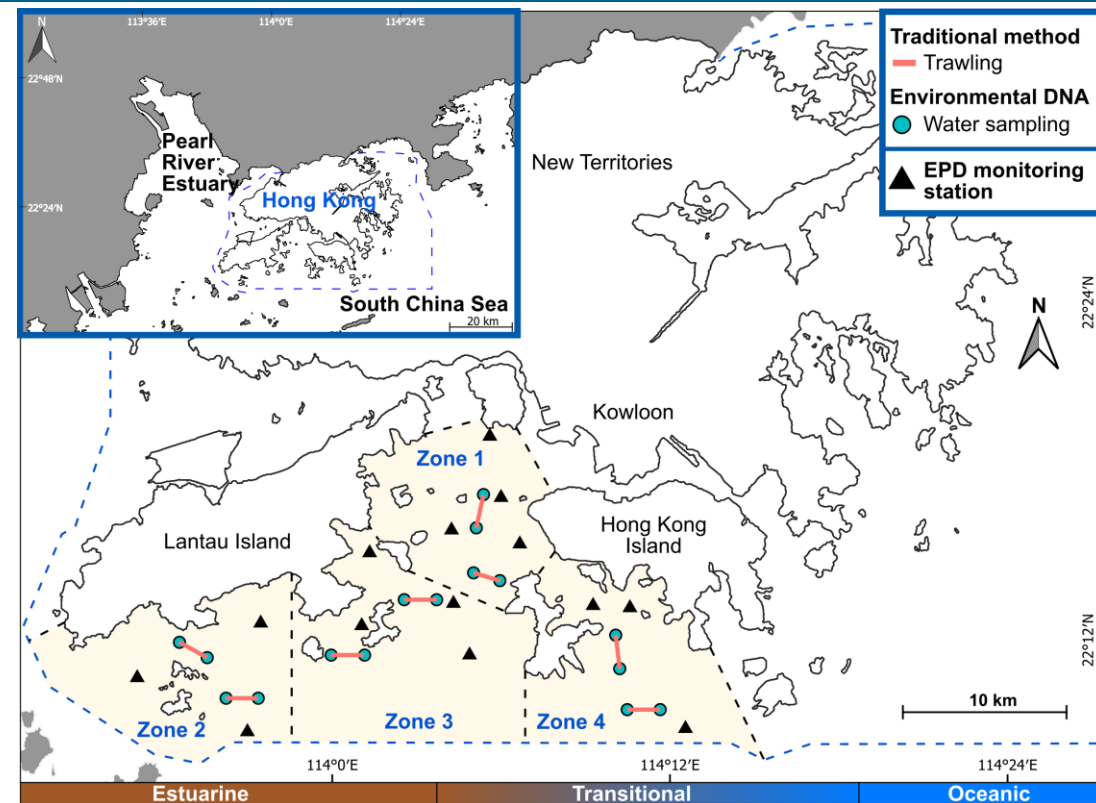 N
113°36'E
114°0'E
114°24'E
22°48'N
22°24'N
Pearl
River
Estuary
Hong Kong
South China Sea
20 km
Traditional method
Trawling
Environmental DNA
Water sampling
EPD monitoring
station
New Territories
22°24'N
N
Kowloon
Zone 1
Lantau Island
Hong Kong
Island
22°12'N
Zone 2
Zone 3
Zone 4
10 km
114°0'E
114°12'E
114°24'E
Estuarine
Transitional
Oceanic